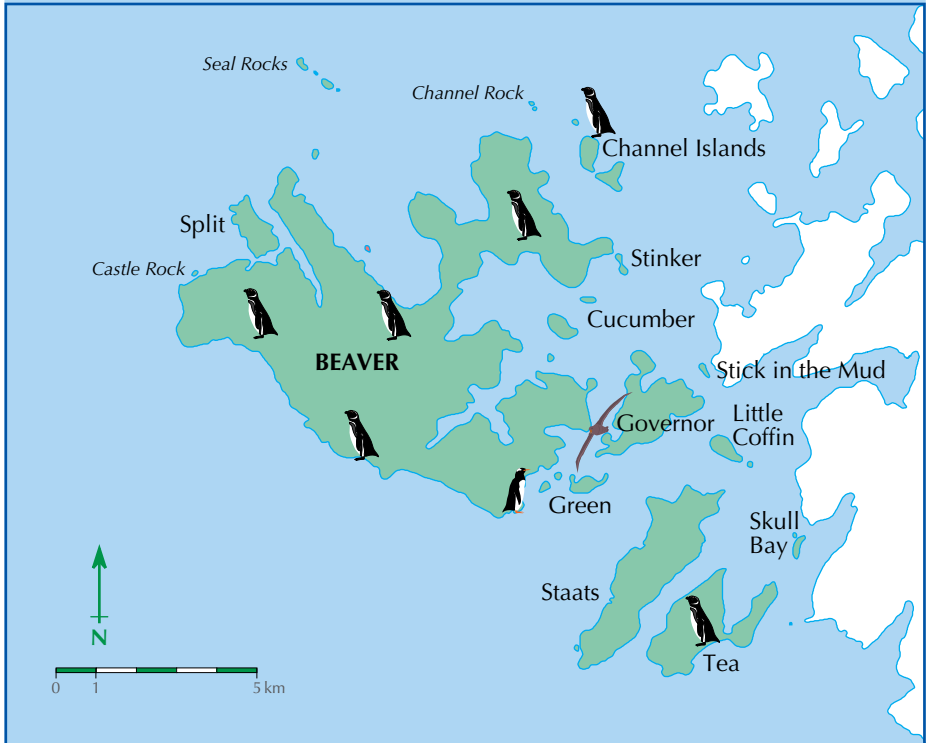 Seal Rocks
Channel Rock
Channel Islands
Split
Stinker
Castle Rock
Cucumber
BEAVER
Stick in the Mud
Governor
Little
Coffin
Green
Skull
Bay
Staats
N
Tea
0 1 5 km